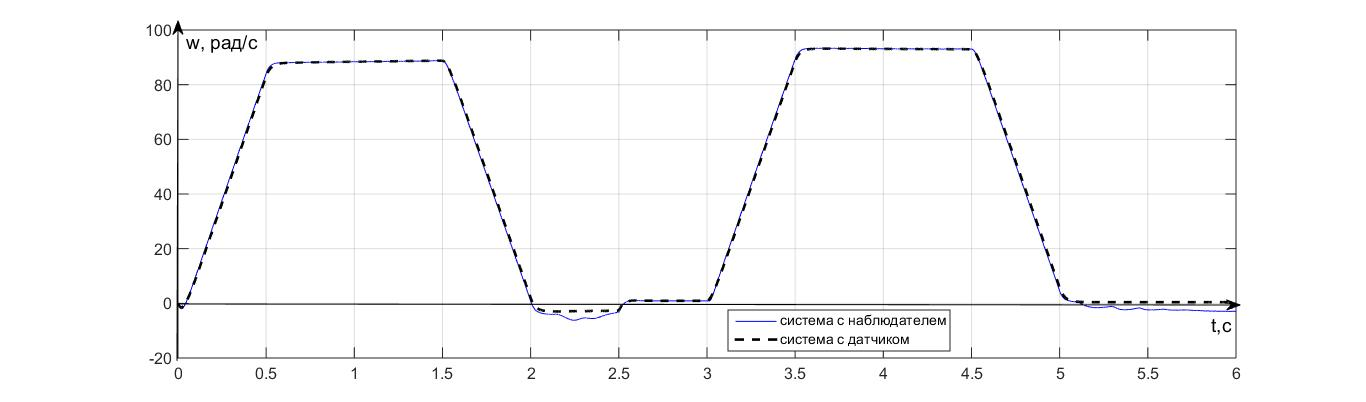 100
w, рад/с
80
60
40
20
0
-20
система с наблюдателем
система с датчиком
t,с
0 0.5 1 1.5 2 2.5 3 3.5 4 4.5 5 5.5 6